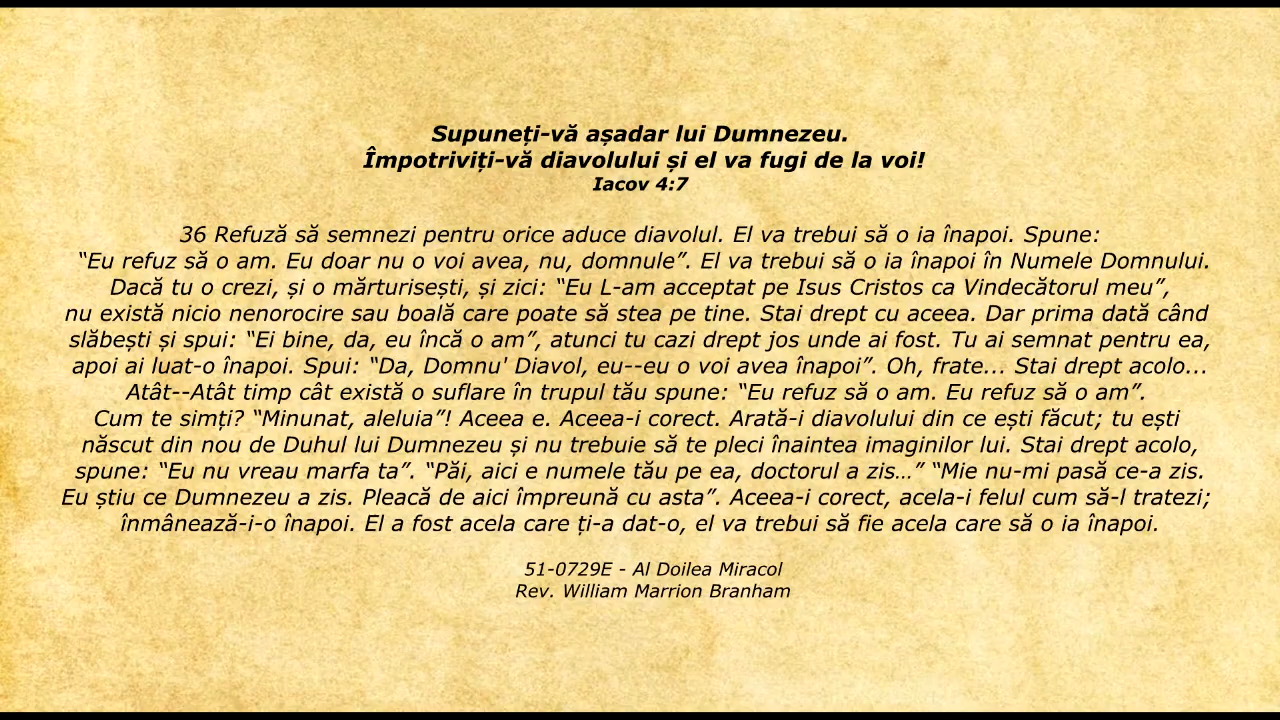 Supuneți-vă așadar lui Dumnezeu.
Împotriviți-vă diavolului și el va fugi de la voi!
Iacov 4:7
36 Refuză să semnezi pentru orice aduce diavolul. El va trebui să o ia înapoi. Spune:
“Eu refuz să o am. Eu doar nu o voi avea, nu, domnule”. El va trebui să o ia înapoi în Numele Domnului.
Dacă tu o crezi, și o mărturisești, și zici: “Eu L-am acceptat pe Isus Cristos ca Vindecătorul meu”,
nu există nicio nenorocire sau boală care poate să stea pe tine. Stai drept cu aceea. Dar prima dată când
slăbești și spui: “Ei bine, da, eu încă o am”, atunci tu cazi drept jos unde ai fost. Tu ai semnat pentru ea,
apoi ai luat-o înapoi. Spui: “Da, Domnu' Diavol, eu--eu o voi avea înapoi”. Oh, frate... Stai drept acolo...
Atât--Atât timp cât există o suflare în trupul tău spune: “Eu refuz să o am. Eu refuz să o am”.
Cum te simți? “Minunat, aleluia”! Aceea e. Aceea-i corect. Arată-i diavolului din ce ești făcut; tu ești
născut din nou de Duhul lui Dumnezeu și nu trebuie să te pleci înaintea imaginilor lui. Stai drept acolo,
spune: “Eu nu vreau marfa ta”. “Păi, aici e numele tău pe ea, doctorul a zis…” “Mie nu-mi pasă ce-a zis.
Eu știu ce Dumnezeu a zis. Pleacă de aici împreună cu asta”. Aceea-i corect, acela-i felul cum să-l tratezi;
înmânează-i-o înapoi. El a fost acela care ți-a dat-o, el va trebui să fie acela care să o ia înapoi.
51-0729E - Al Doilea Miracol
Rev. William Marrion Branham